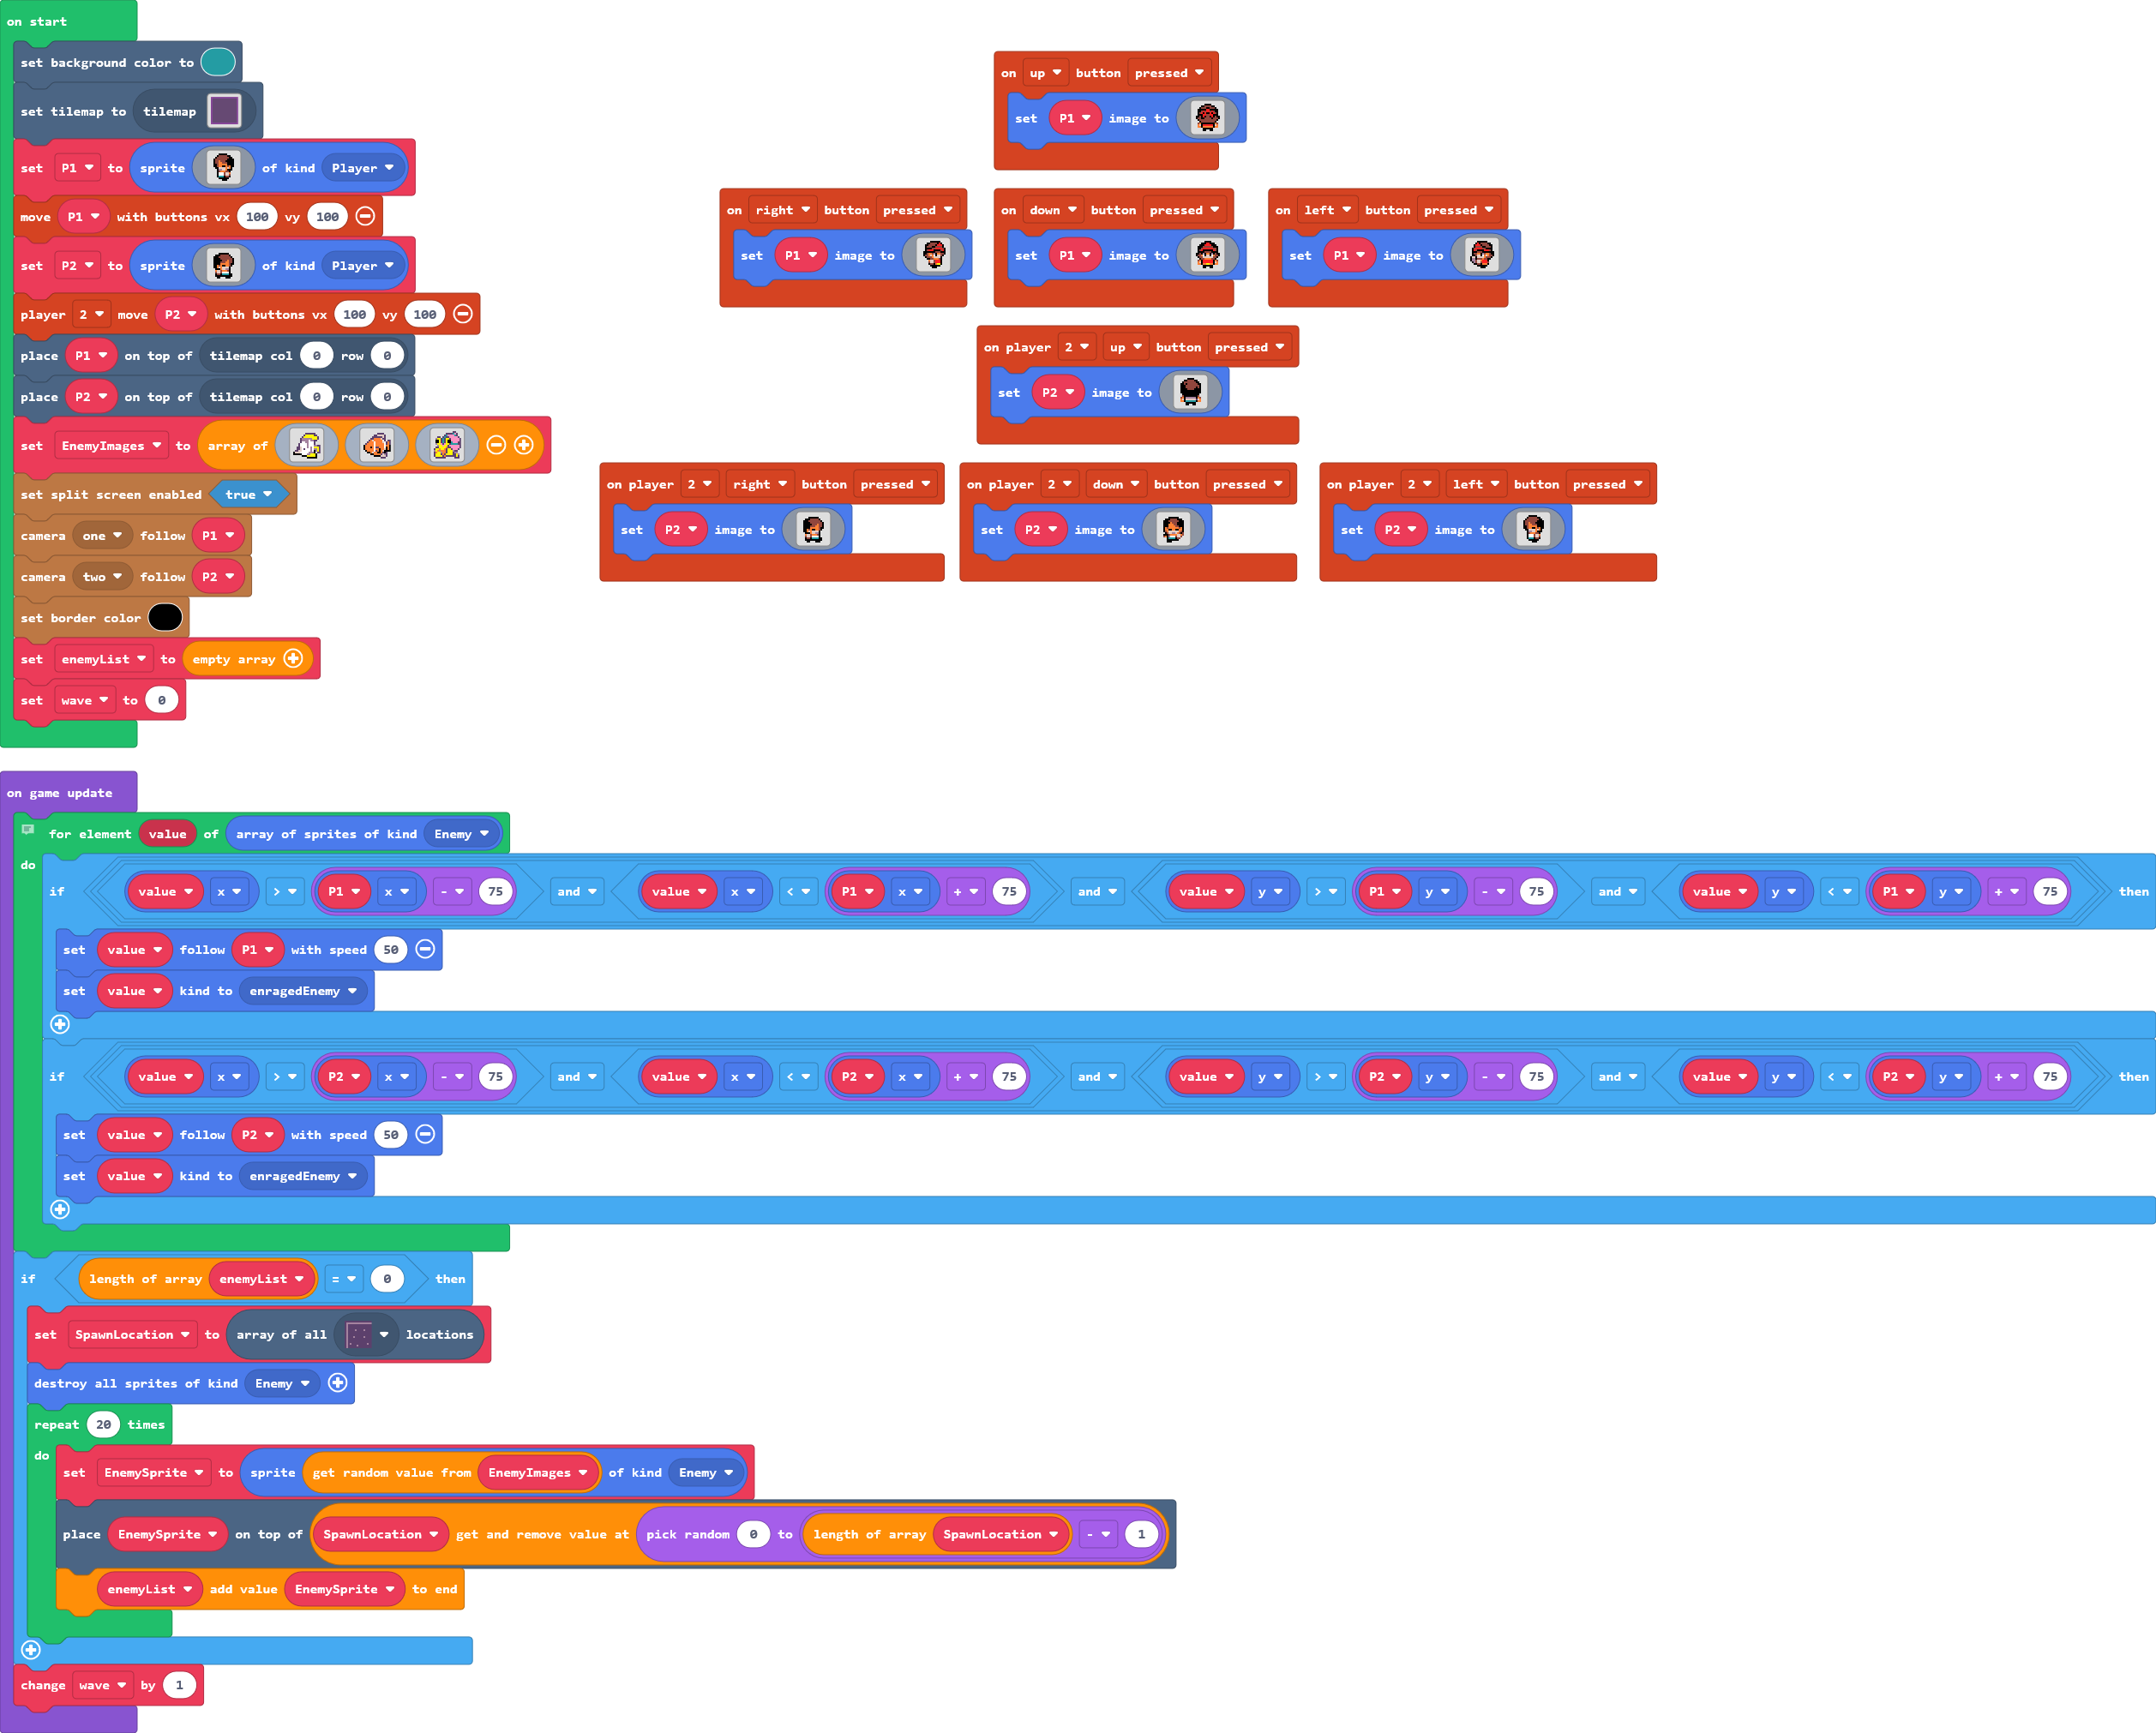 on start
set background color to
set tilemap to tilemap
set P1 to sprite of kind Player
move P1 with buttons vx 100 vy 100
set P2 to sprite of kind Player
player 2 move P2 with buttons vx 100 vy 100
place P1 on top of tilemap col 0 row 0
place P2 on top of tilemap col 0 row 0
set EnemyImages to array of
set split screen enabled true
camera one follow P1
camera two follow P2
set border color
set enemyList to empty array
set wave to 0
on up button pressed
set P1 image to
on right button pressed
set P1 image to
on down button pressed
set P1 image to
on left button pressed
set P1 image to
on player 2 up button pressed
set P2 image to
on player 2 right button pressed
set P2 image to
on player 2 down button pressed
set P2 image to
on player 2 left button pressed
set P2 image to
on game update
for element value of array of sprites of kind Enemy
do
if value x > P1 x - 75 and value x < P1 x + 75 and value y > P1 y - 75 and value y < P1 y + 75 then
set value follow P1 with speed 50
set value kind to enragedEnemy
if value x > P2 x - 75 and value x < P2 x + 75 and value y > P2 y - 75 and value y < P2 y + 75 then
set value follow P2 with speed 50
set value kind to enragedEnemy
if length of array enemyList = 0 then
set SpawnLocation to array of all locations
destroy all sprites of kind Enemy
repeat 20 times
do
set EnemySprite to sprite get random value from EnemyImages of kind Enemy
place EnemySprite on top of SpawnLocation get and remove value at pick random 0 to length of array SpawnLocation - 1
enemyList add value EnemySprite to end
change wave by 1